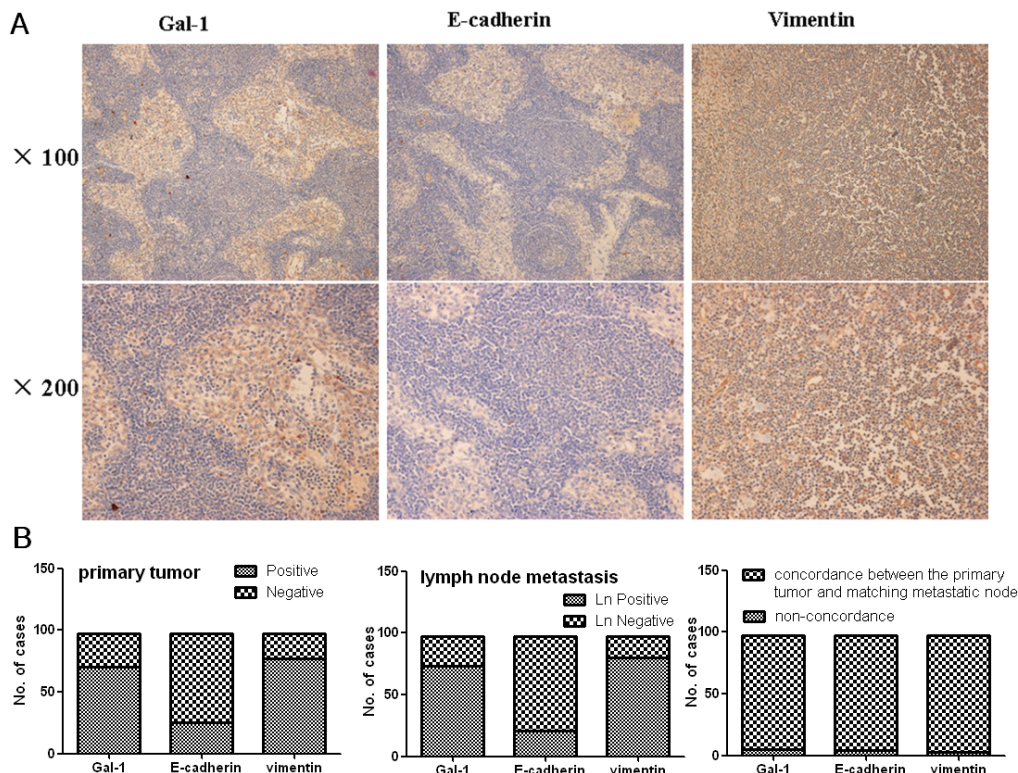 A
Gal-1
E-cadherin
Vimentin
× 100
× 200
B
150
100
50
0
No. of cases
primary tumor
Positive
Negative
Gal-1
E-cadherin
vimentin
150
100
50
0
No. of cases
lymph node metastasis
Ln Positive
Ln Negative
Gal-1
E-cadherin
vimentin
150
100
50
0
No. of cases
concordance between the primary
tumor and matching metastatic node
non-concordance
Gal-1
E-cadherin
vimentin